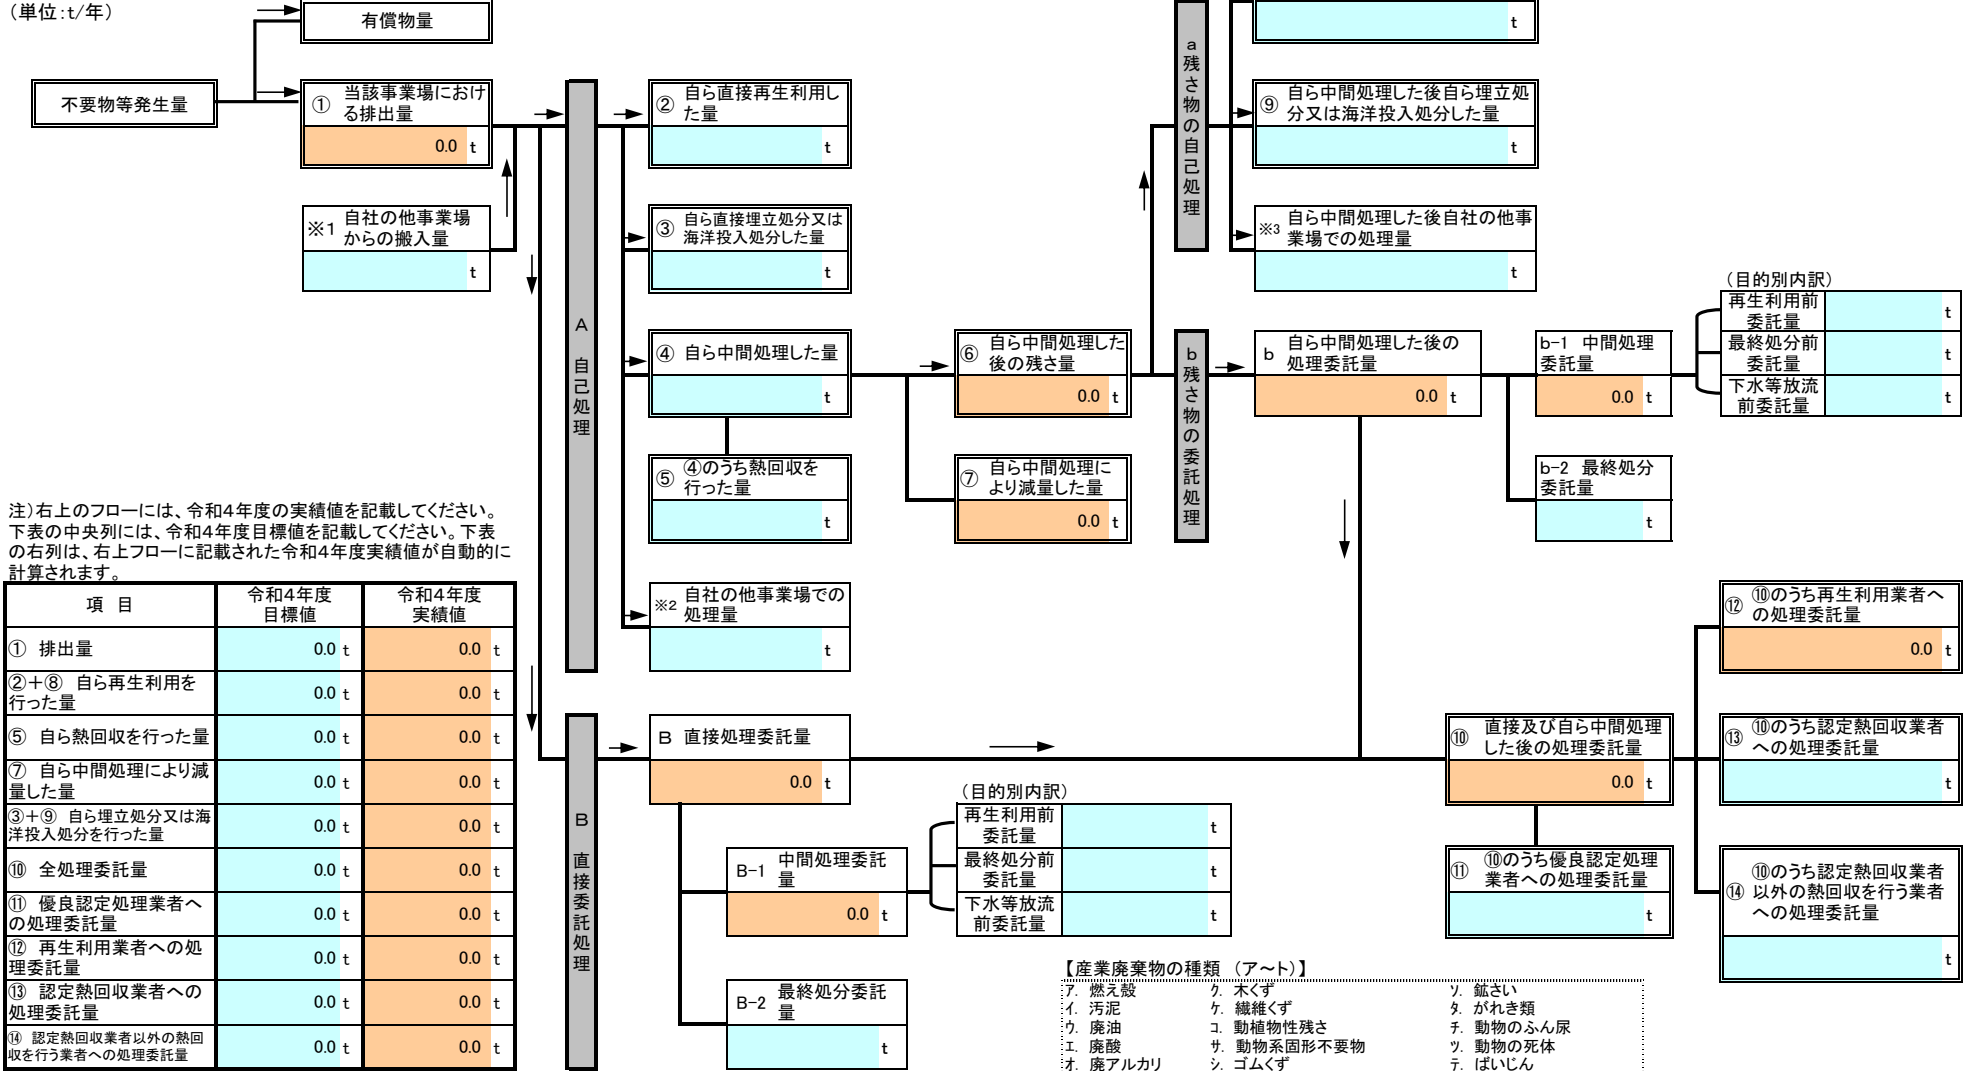 (単位:t/年)
有償物量
不要物等発生量
① 当該事業場におけ
る排出量
0.0 t
※1 自社の他事業場
からの搬入量
t
A 自己処理
② 自ら直接再生利用し
た量
t
③ 自ら直接埋立処分又は
海洋投入処分した量
t
④ 自ら中間処理した量
t
⑤ ④のうち熱回収を
行った量
t
※2 自社の他事業場での
処理量
t
⑥ 自ら中間処理した
後の残さ量
0.0 t
⑦ 自ら中間処理に
より減量した量
0.0 t
a 残さ物の自己処理
t
⑨ 自ら中間処理した後自ら埋立処
分又は海洋投入処分した量
t
※3 自ら中間処理した後自社の他事
業場での処理量
t
b 残さ物の委託処理
b 自ら中間処理した後の
処理委託量
0.0 t
b-1 中間処理
委託量
0.0 t
b-2 最終処分
委託量
t
(目的別内訳)
再生利用前
委託量
t
最終処分前
委託量
t
下水等放流
前委託量
t
注)右上のフローには、令和4年度の実績値を記載してください。
下表の中央列には、令和4年度目標値を記載してください。下表
の右列は、右上フローに記載された令和4年度実績値が自動的に
計算されます。
項 目 令和4年度 令和4年度
目標値 実績値
① 排出量 0.0 t 0.0 t
②+⑧ 自ら再生利用を
行った量 0.0 t 0.0 t
⑤ 自ら熱回収を行った量 0.0 t 0.0 t
⑦ 自ら中間処理により減
量した量 0.0 t 0.0 t
③+⑨ 自ら埋立処分又は海
洋投入処分を行った量 0.0 t 0.0 t
⑩ 全処理委託量 0.0 t 0.0 t
⑪ 優良認定処理業者へ
の処理委託量 0.0 t 0.0 t
⑫ 再生利用業者への処
理委託量 0.0 t 0.0 t
⑬ 認定熱回収業者への
処理委託量 0.0 t 0.0 t
⑭ 認定熱回収業者以外の熱回
収を行う業者への処理委託量 0.0 t 0.0 t
B 直接委託処理
B 直接処理委託量
0.0 t
B-1 中間処理委託
量
0.0 t
B-2 最終処分委託
量
t
(目的別内訳)
再生利用前
委託量
t
最終処分前
委託量
t
下水等放流
前委託量
t
⑩ 直接及び自ら中間処理
した後の処理委託量
0.0 t
⑪ ⑩のうち優良認定処理
業者への処理委託量
t
⑫ ⑩のうち再生利用業者へ
の処理委託量
0.0 t
⑬ ⑩のうち認定熱回収業者
への処理委託量
t
⑭ ⑩のうち認定熱回収業者
以外の熱回収を行う業者
への処理委託量
t
【産業廃棄物の種類 (ア~ト)】
ア. 燃え殻 ク. 木くず ソ. 鉱さい
イ. 汚泥 ケ. 繊維くず タ. がれき類
ウ. 廃油 コ. 動植物性残さ チ. 動物のふん尿
エ. 廃酸 サ. 動物系固形不要物 ツ. 動物の死体
オ. 廃アルカリ シ. ゴムくず テ. ばいじん